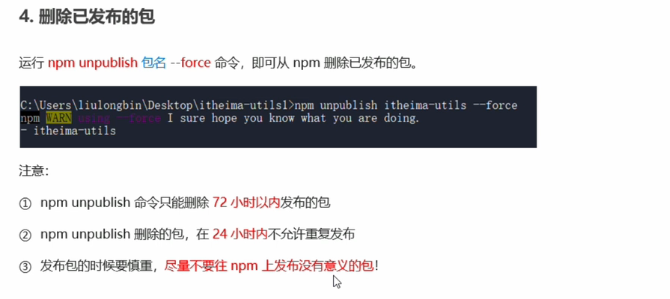 4. 删除已发布的包
运行 npm unpublish 包名 --force 命令，即可从 npm 删除已发布的包。
C:\Users\liulongbin\Desktop\itheima-utils1>npm unpublish itheima-utils --force
npm WARN using --force I sure hope you know what you are doing.
- itheima-utils
注意：
① npm unpublish 命令只能删除 72 小时以内发布的包
② npm unpublish 删除的包，在 24 小时内不允许重复发布
③ 发布包的时候要慎重，尽量不要往 npm 上发布没有意义的包！